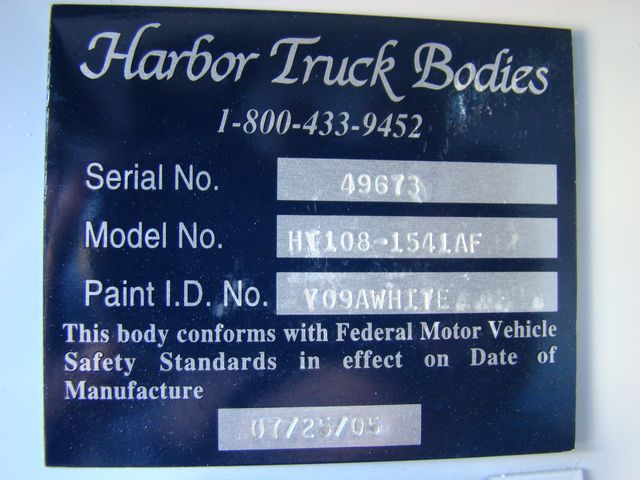 Harbor Truck Bodies
1-800-433-9452
Serial No. 49673
Model No. HT108-1541AF
Paint I.D. No. Y09AWHITE
This body conforms with Federal Motor Vehicle
Safety Standards in effect on Date of
Manufacture
07/25/05